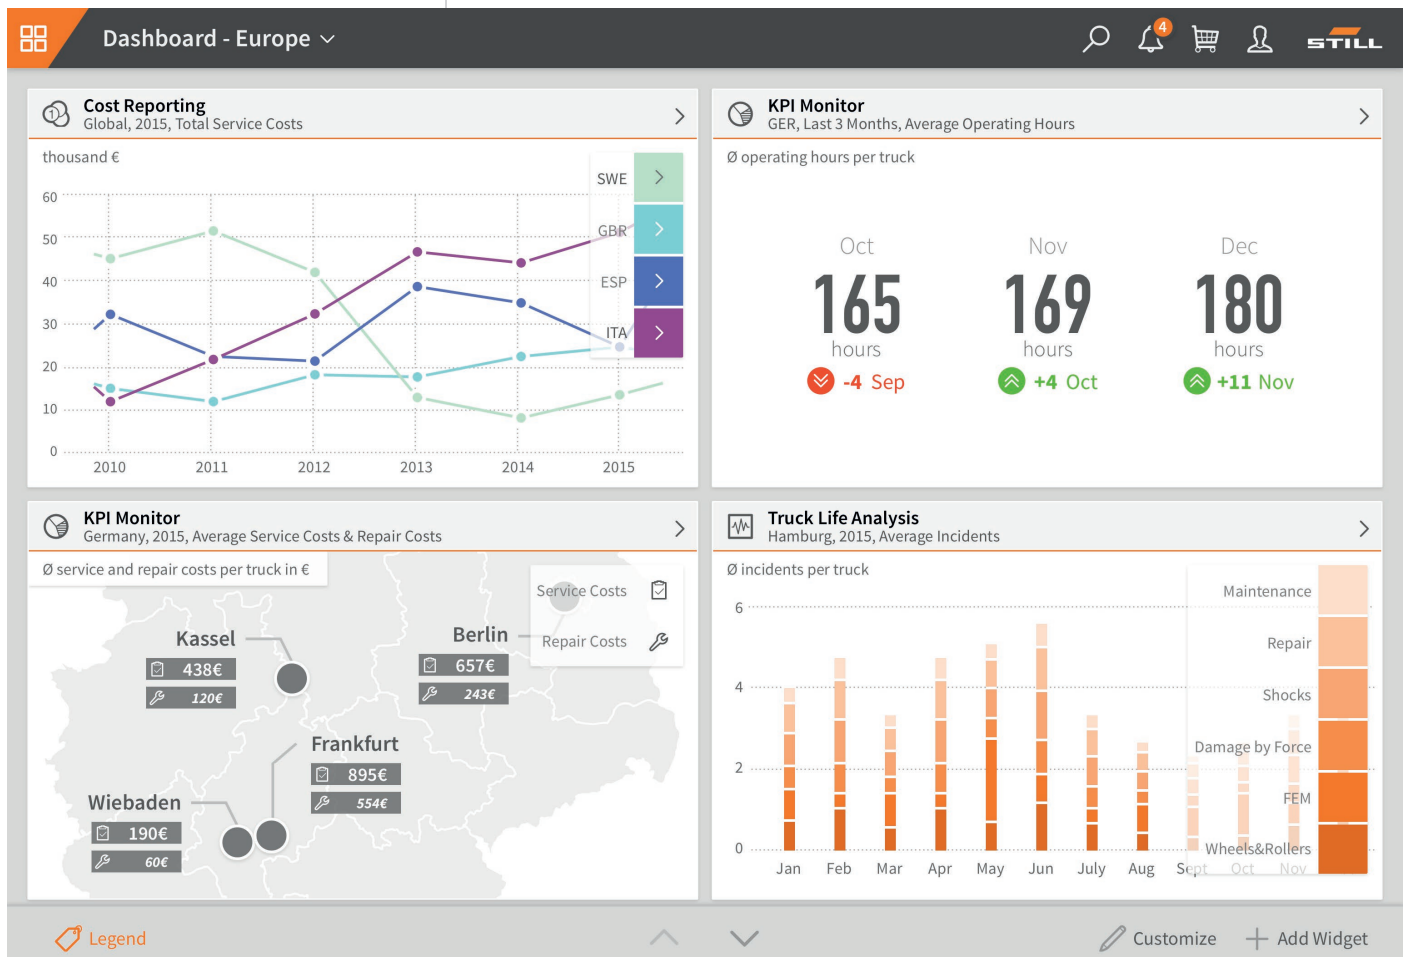 Dashboard - Europe
4
STILL
Cost Reporting
Global, 2015, Total Service Costs
thousand €
60
50
40
30
20
10
0
2010 2011 2012 2013 2014 2015
SWE
GBR
ESP
ITA
KPI Monitor
GER, Last 3 Months, Average Operating Hours
Ø operating hours per truck
Oct Nov Dec
165 169 180
hours hours hours
-4 Sep +4 Oct +11 Nov
KPI Monitor
Germany, 2015, Average Service Costs & Repair Costs
Ø service and repair costs per truck in €
Service Costs
Repair Costs
Kassel
438€
120€
Berlin
657€
243€
Frankfurt
895€
554€
Wiebaden
190€
60€
Truck Life Analysis
Hamburg, 2015, Average Incidents
Ø incidents per truck
6
4
2
0
Jan Feb Mar Apr May Jun July Aug Sept Oct Nov
Maintenance
Repair
Shocks
Damage by Force
FEM
Wheels&Rollers
Legend
Customize
Add Widget